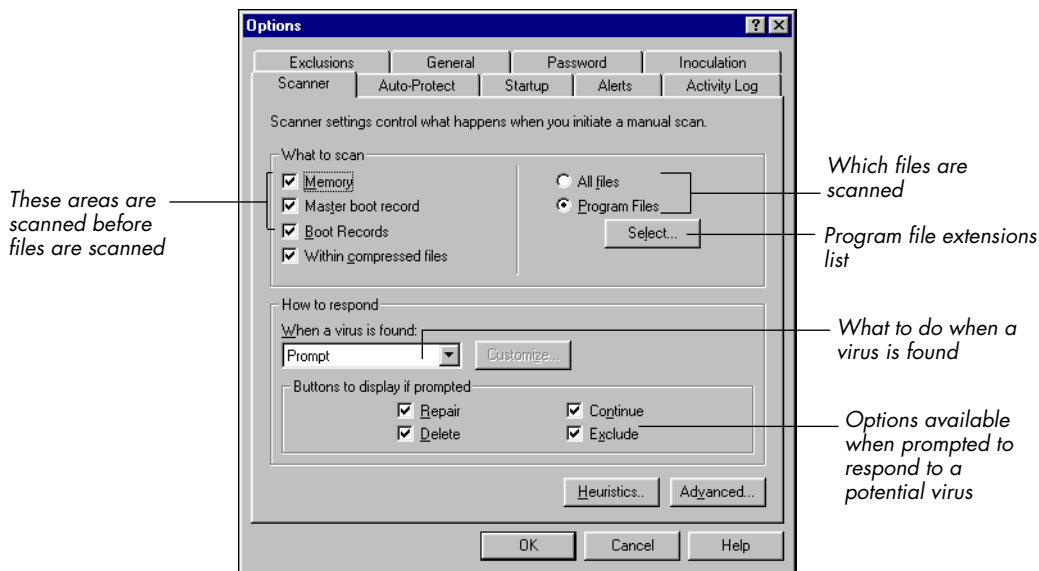 Options
Exclusions General Password Inoculation
Scanner Auto-Protect Startup Alerts Activity Log
Scanner settings control what happens when you initiate a manual scan.
What to scan
Memory
Master boot record
Boot Records
Within compressed files
All files
Program Files
Select...
How to respond
When a virus is found:
Prompt
Customize...
Buttons to display if prompted
Repair
Delete
Continue
Exclude
Heuristics..
Advanced...
OK Cancel Help
These areas are
scanned before
files are scanned
Which files are
scanned
Program file extensions
list
What to do when a
virus is found
Options available
when prompted to
respond to a
potential virus